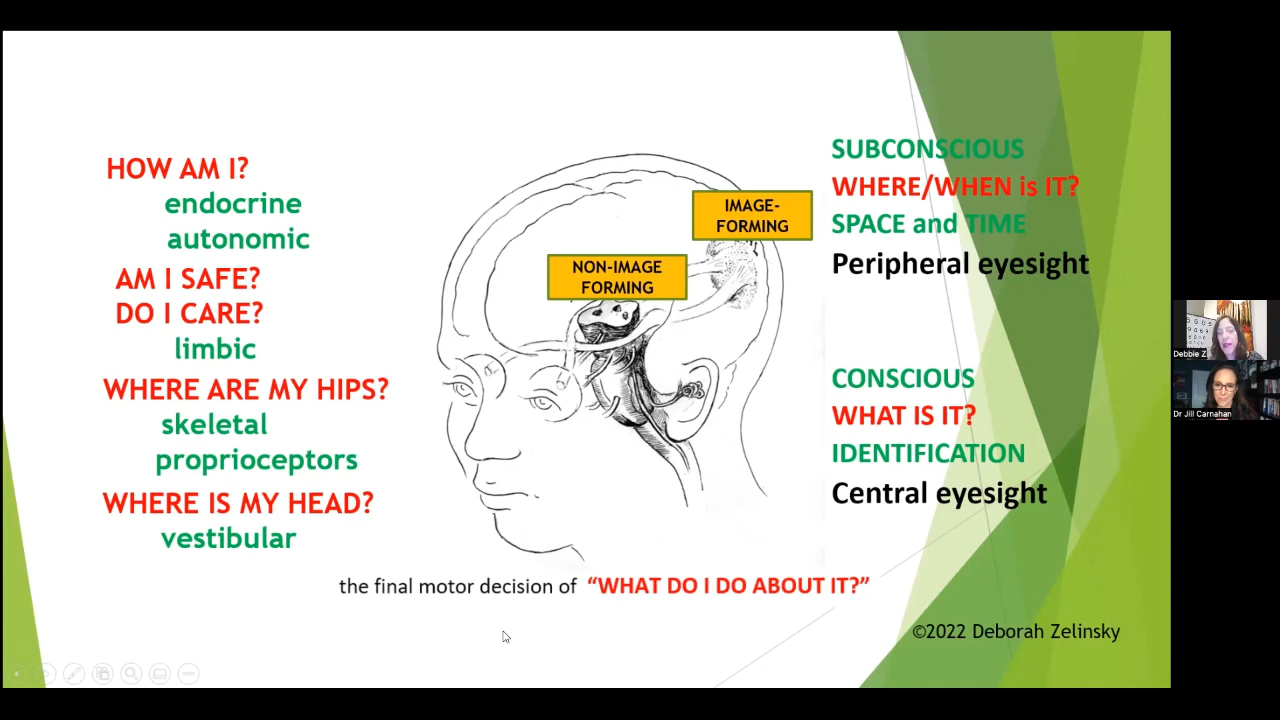 HOW AM I?
endocrine
autonomic
AM I SAFE?
DO I CARE?
limbic
WHERE ARE MY HIPS?
skeletal
proprioceptors
WHERE IS MY HEAD?
vestibular
IMAGE-
FORMING
NON-IMAGE
FORMING
SUBCONSCIOUS
WHERE/WHEN is IT?
SPACE and TIME
Peripheral eyesight
CONSCIOUS
WHAT IS IT?
IDENTIFICATION
Central eyesight
the final motor decision of “WHAT DO I DO ABOUT IT?”
©2022 Deborah Zelinsky
Debbie Z
Dr Jill Carnahan